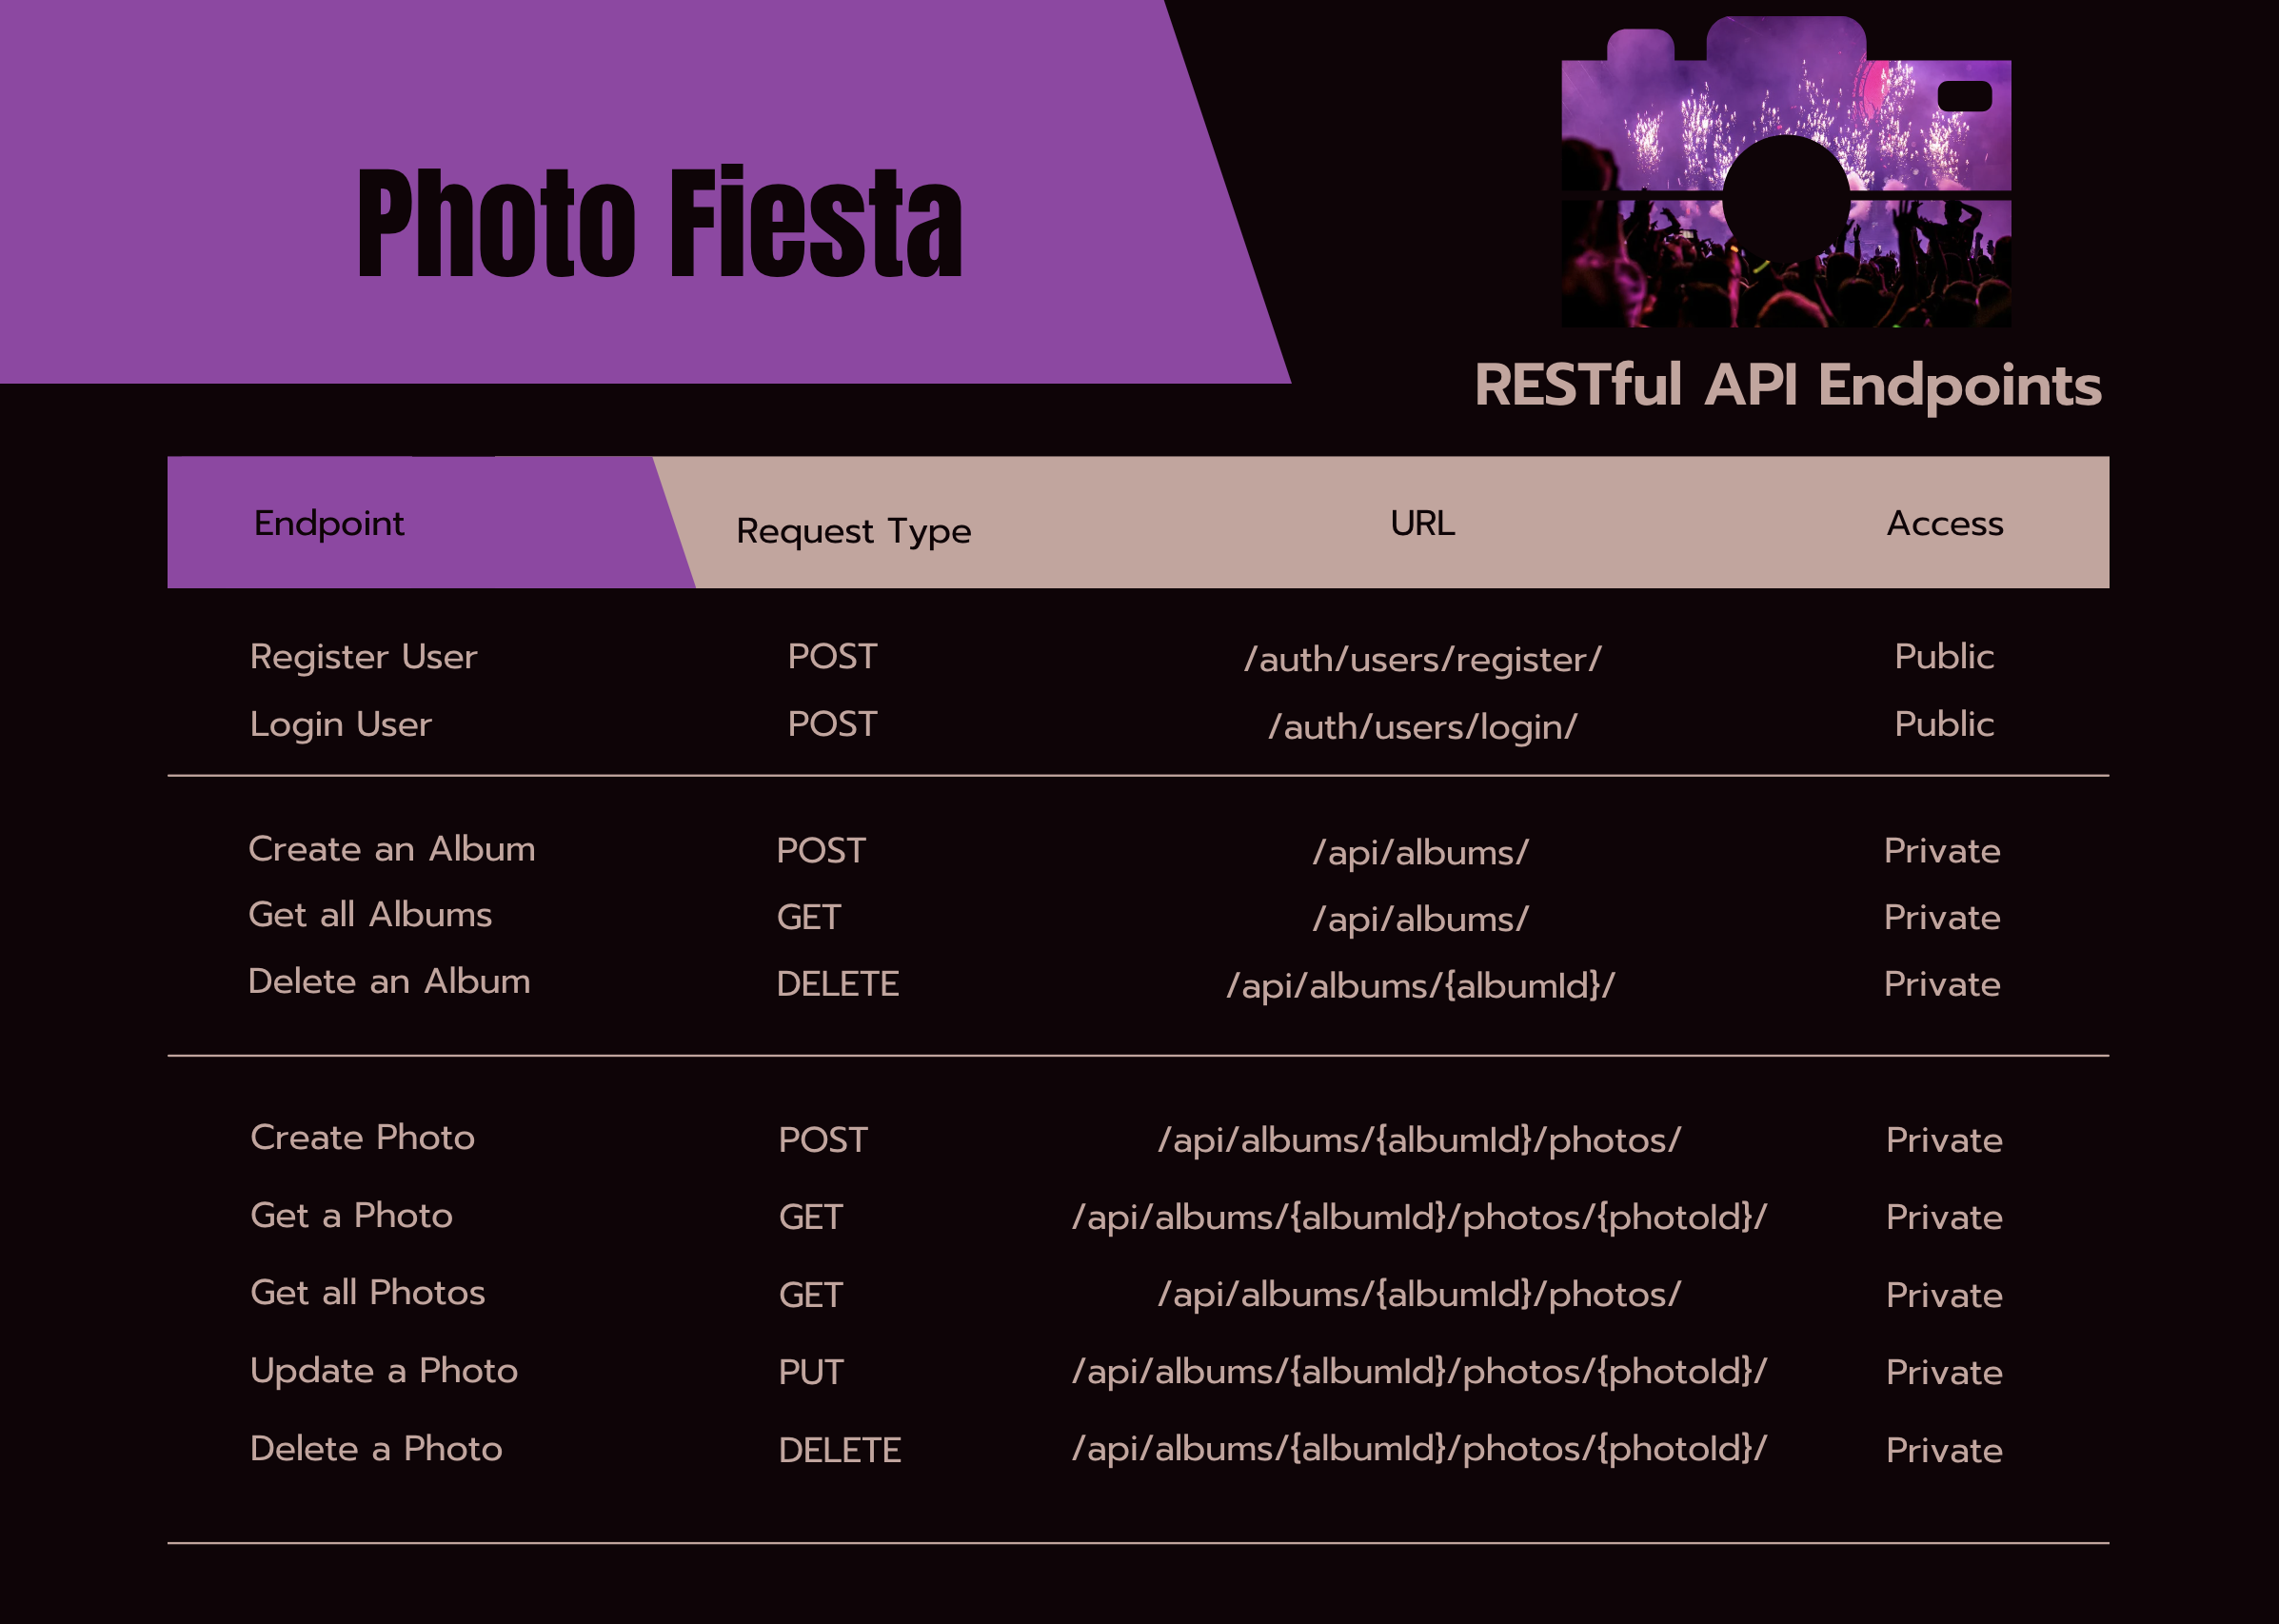 Photo Fiesta
RESTful API Endpoints
Endpoint Request Type URL Access
Register User POST /auth/users/register/ Public
Login User POST /auth/users/login/ Public
Create an Album POST /api/albums/ Private
Get all Albums GET /api/albums/ Private
Delete an Album DELETE /api/albums/{albumId}/ Private
Create Photo POST /api/albums/{albumId}/photos/ Private
Get a Photo GET /api/albums/{albumId}/photos/{photoId}/ Private
Get all Photos GET /api/albums/{albumId}/photos/ Private
Update a Photo PUT /api/albums/{albumId}/photos/{photoId}/ Private
Delete a Photo DELETE /api/albums/{albumId}/photos/{photoId}/ Private